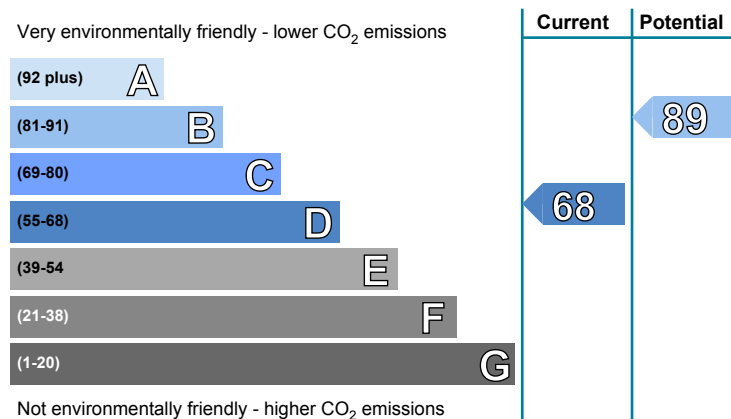 Very environmentally friendly - lower CO₂ emissions
Current
Potential
(92 plus) A
(81-91) B
(69-80) C
(55-68) D
(39-54 E
(21-38) F
(1-20) G
89
68
Not environmentally friendly - higher CO₂ emissions